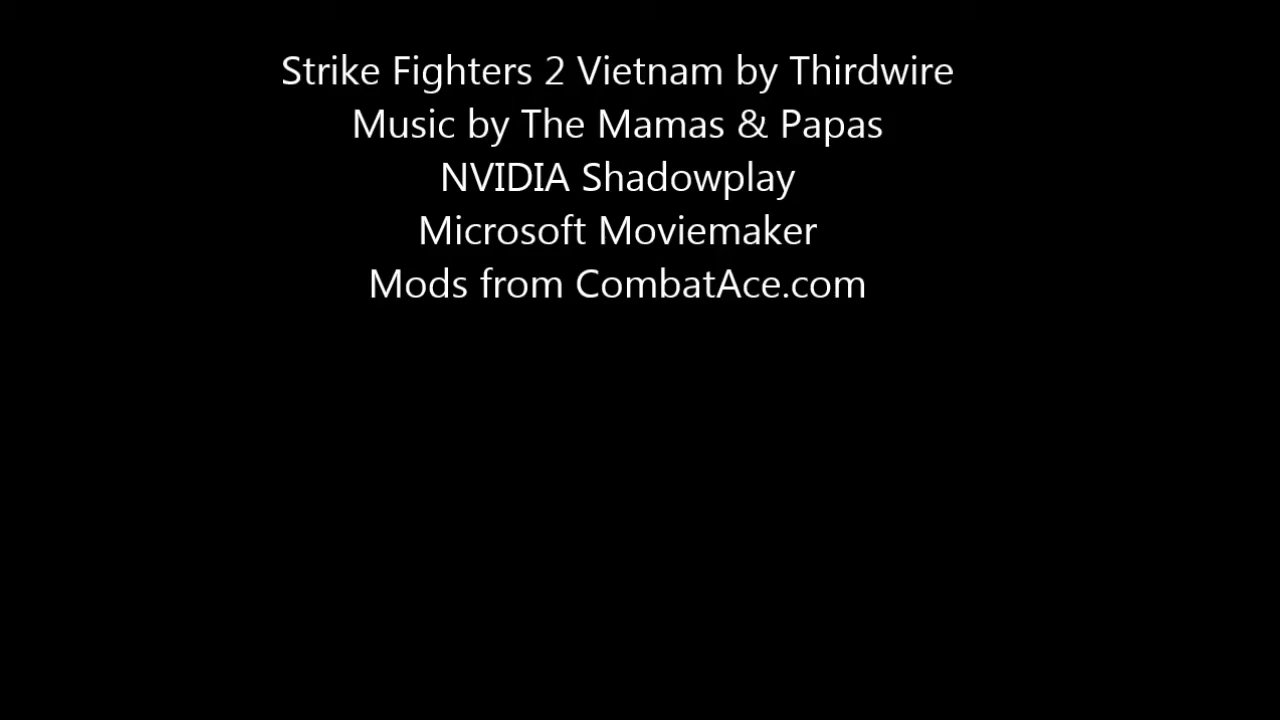 Strike Fighters 2 Vietnam by Thirdwire
Music by The Mamas & Papas
NVIDIA Shadowplay
Microsoft Moviemaker
Mods from CombatAce.com